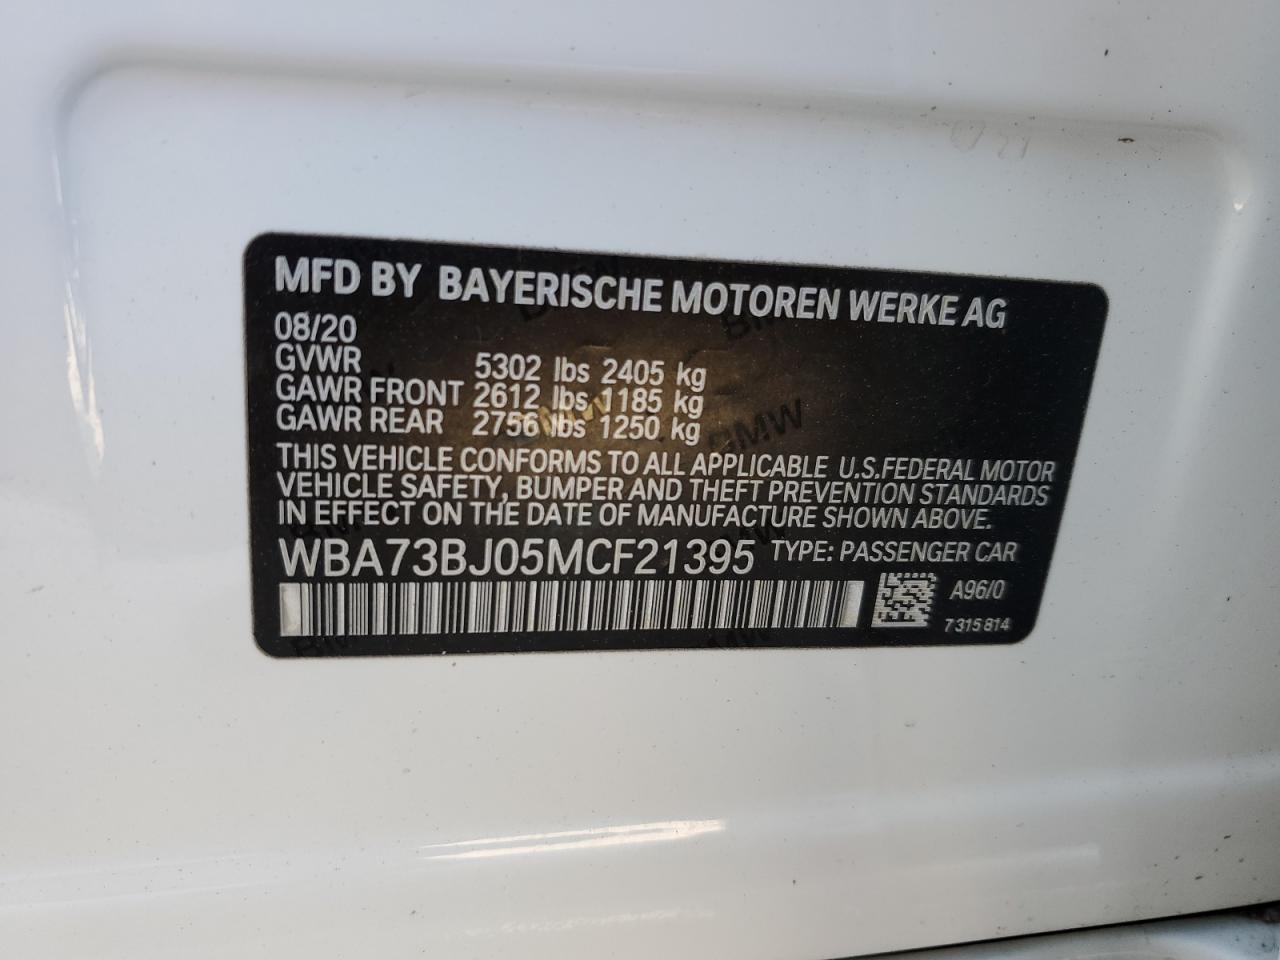 MFD BY BAYERISCHE MOTOREN WERKE AG
08/20
GVWR 5302 lbs 2405 kg
GAWR FRONT 2612 lbs 1185 kg
GAWR REAR 2756 lbs 1250 kg
THIS VEHICLE CONFORMS TO ALL APPLICABLE U.S.FEDERAL MOTOR
VEHICLE SAFETY, BUMPER AND THEFT PREVENTION STANDARDS
IN EFFECT ON THE DATE OF MANUFACTURE SHOWN ABOVE.
WBA73BJ05MCF21395 TYPE: PASSENGER CAR
A96/0
7315814